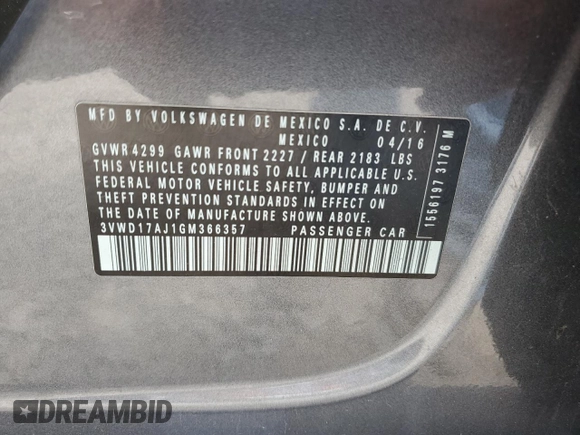 MFD BY VOLKSWAGEN DE MEXICO S.A. DE C.V.
MEXICO 04/16
GVWR 4299 GAWR FRONT 2227 / REAR 2183 LBS
THIS VEHICLE CONFORMS TO ALL APPLICABLE U.S.
FEDERAL MOTOR VEHICLE SAFETY, BUMPER AND
THEFT PREVENTION STANDARDS IN EFFECT ON
THE DATE OF MANUFACTURE SHOWN ABOVE.
3VWD17AJ1GM366357 PASSENGER CAR
1556197 3176 M
DREAMBID